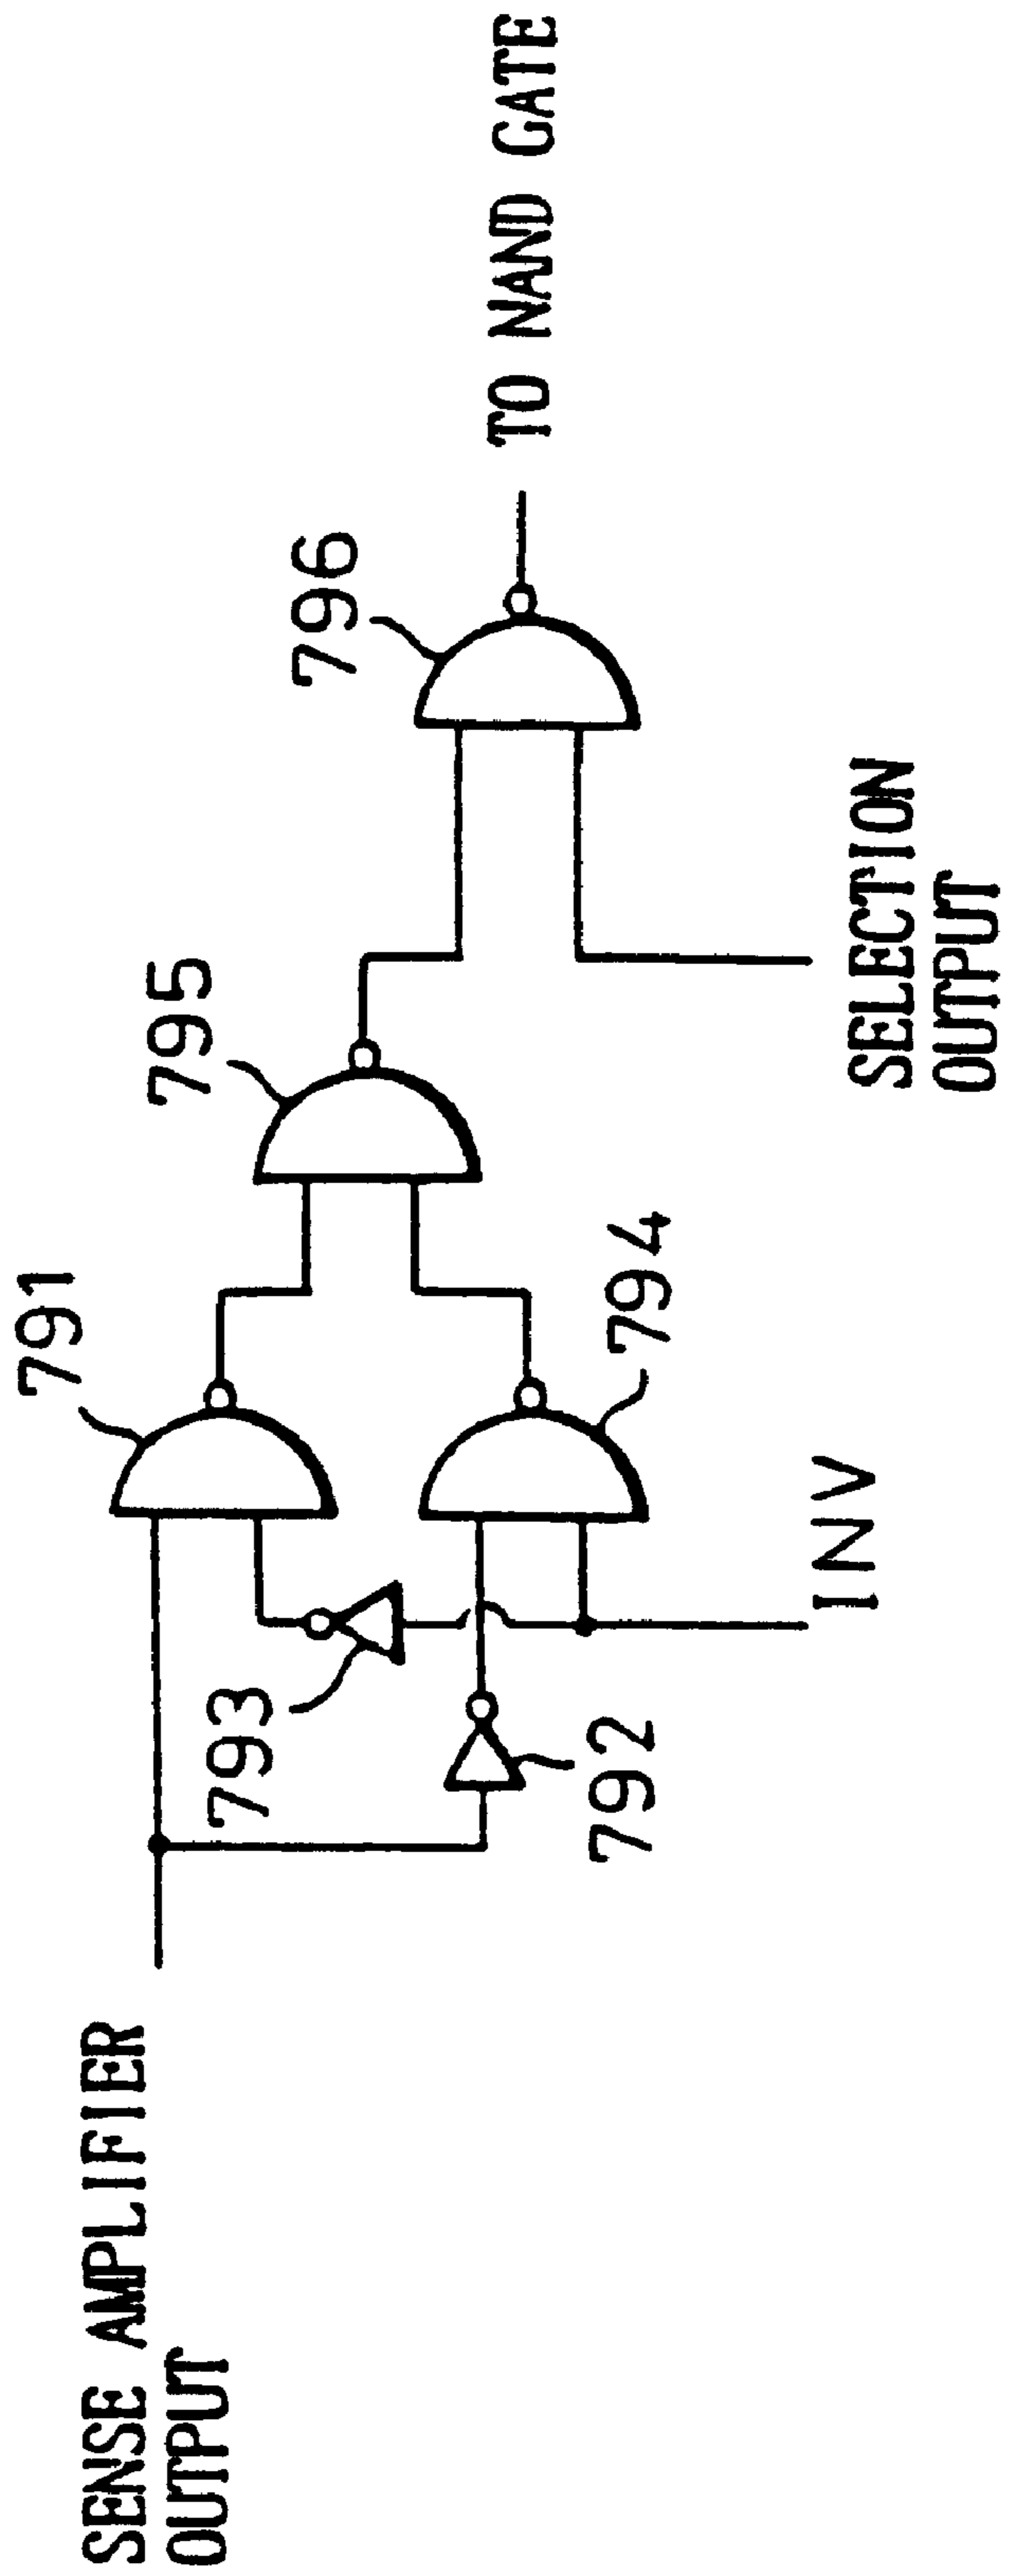 SENSE AMPLIFIER
OUTPUT
791
793
792
INV
794
795
796
SELECTION
OUTPUT
TO NAND GATE